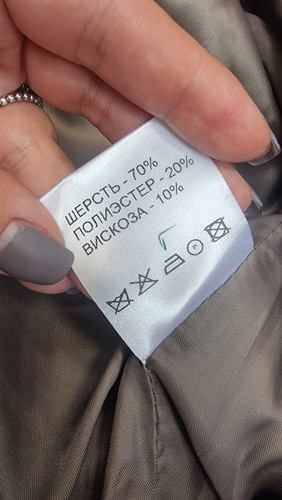 ШЕРСТЬ - 70%
ПОЛИЭСТЕР - 20%
ВИСКОЗА - 10%
P